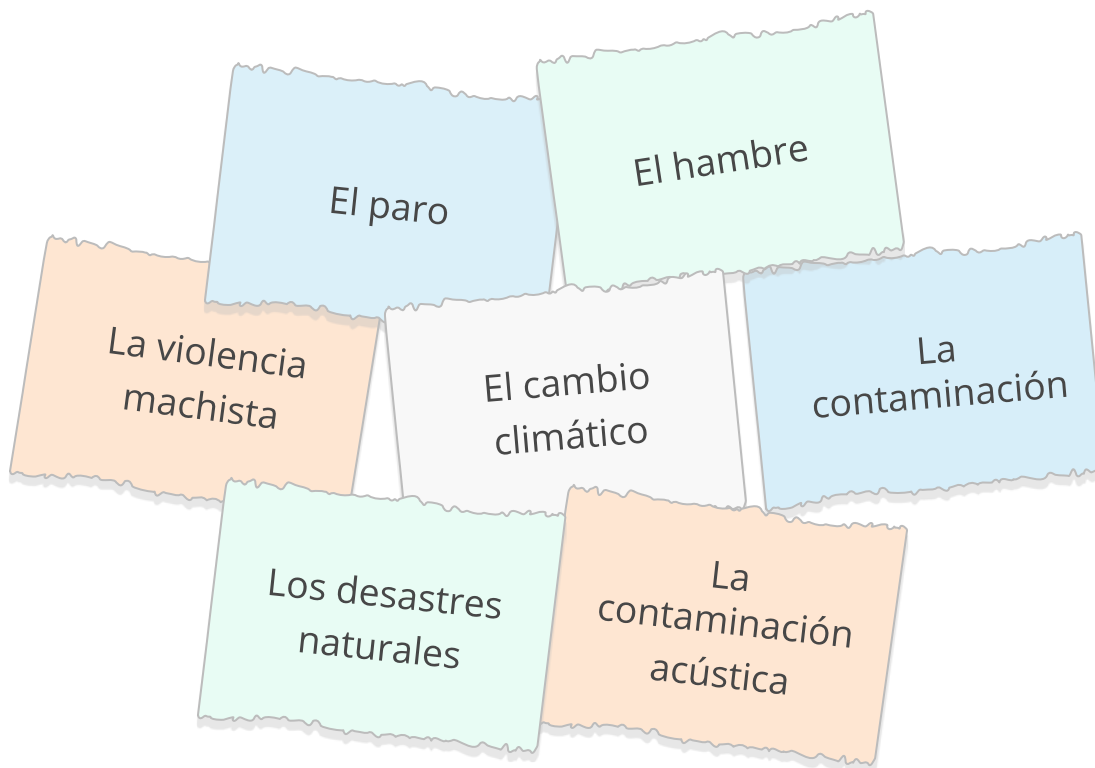 El paro
El hambre
La violencia
machista
El cambio
climático
La
contaminación
Los desastres
naturales
La
contaminación
acústica